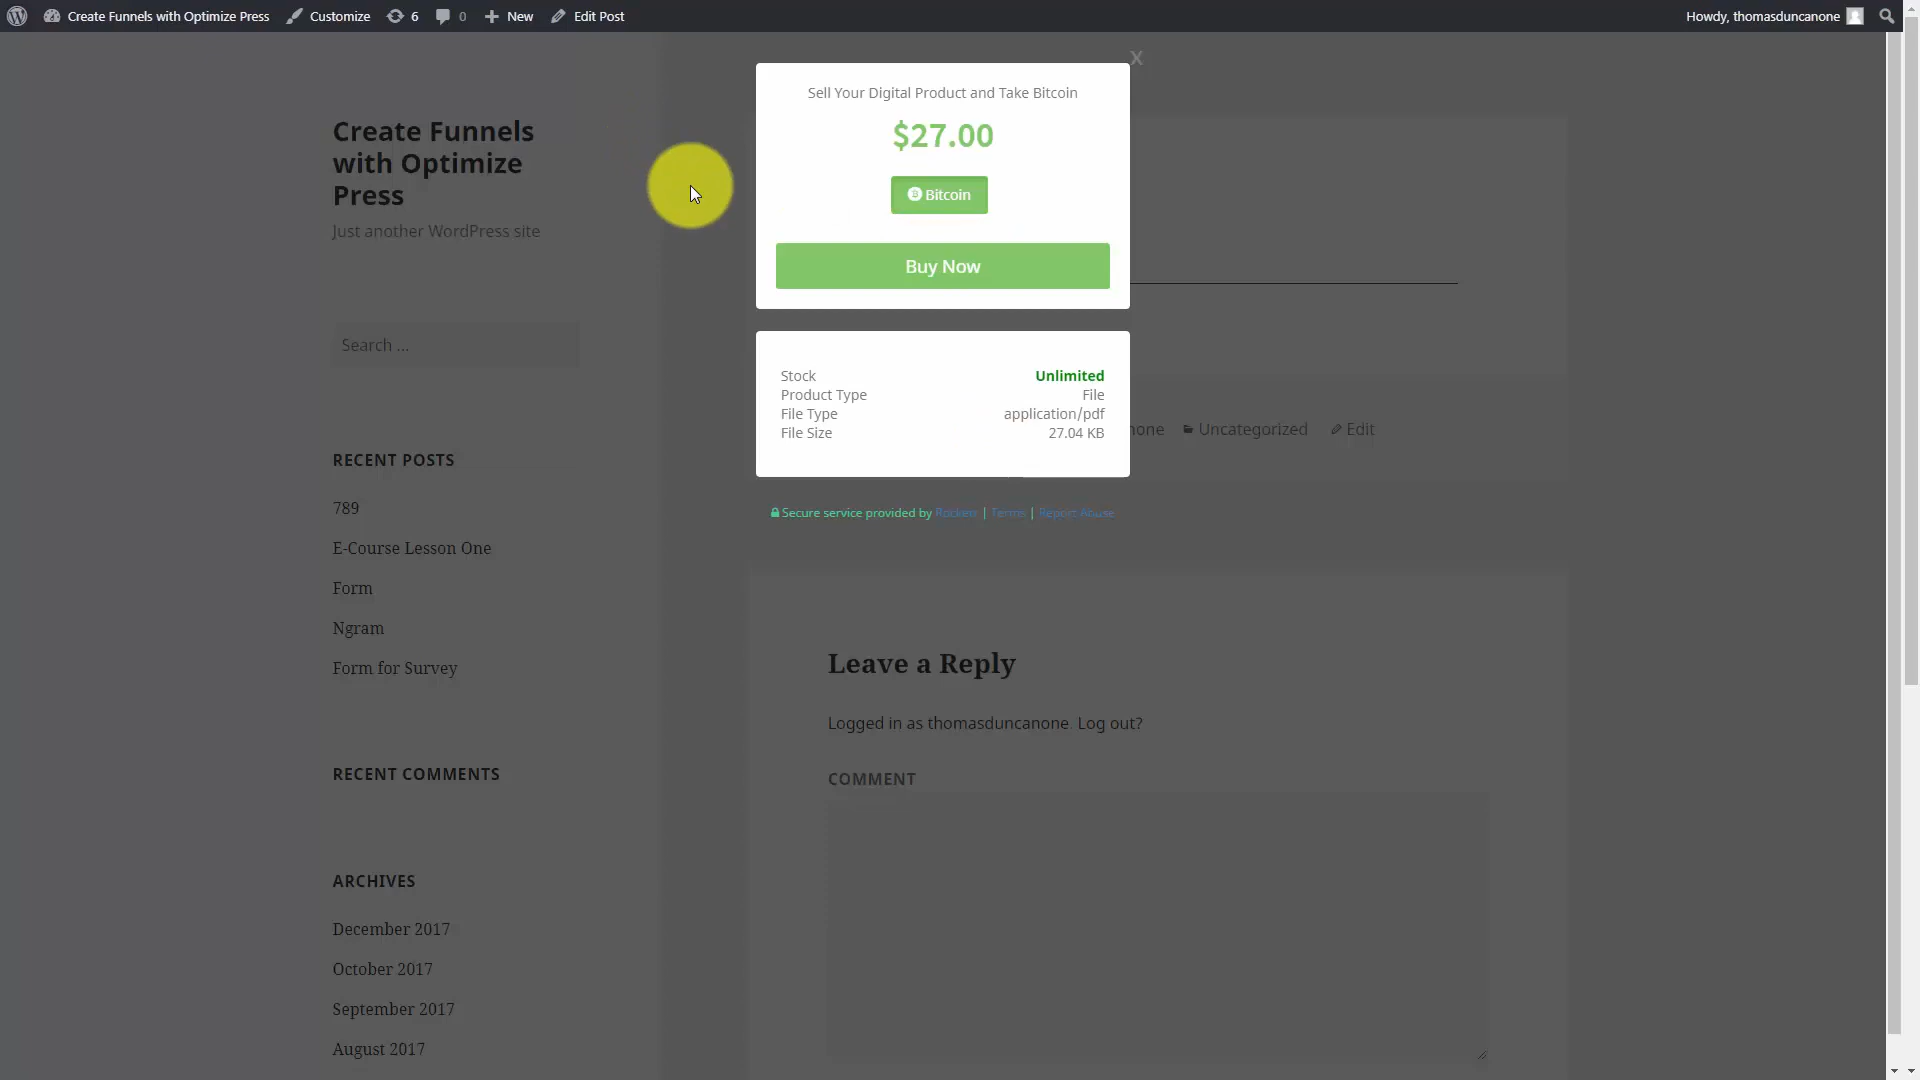 Create Funnels with Optimize Press Customize 6 0 New Edit Post Howdy, thomasduncanone
X
Create Funnels
with Optimize
Press
Just another WordPress site
Search ...
RECENT POSTS
789
E-Course Lesson One
Form
Ngram
Form for Survey
RECENT COMMENTS
ARCHIVES
December 2017
October 2017
September 2017
August 2017
Sell Your Digital Product and Take Bitcoin
$27.00
Bitcoin
Buy Now
Stock Unlimited
Product Type File
File Type application/pdf
File Size 27.04 KB
none Uncategorized Edit
Secure service provided by Rocketr | Terms | Report Abuse
Leave a Reply
Logged in as thomasduncanone. Log out?
COMMENT